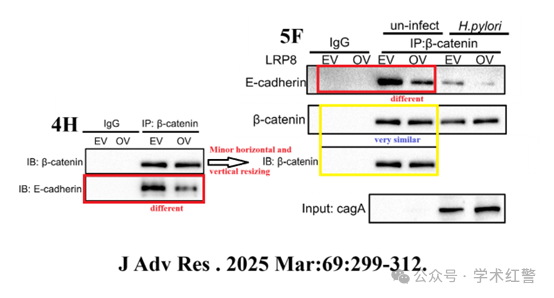 5F
un-infect H.pylori
IgG IP:β-catenin
LRP8 EV OV EV OV EV OV
E-cadherin
different
β-catenin
very similar
IB: β-catenin
Input: cagA
4H
IgG IP: β-catenin
EV OV EV OV
IB: β-catenin
IB: E-cadherin
different
Minor horizontal and
vertical resizing
J Adv Res . 2025 Mar:69:299-312.
公众号 · 学术红警